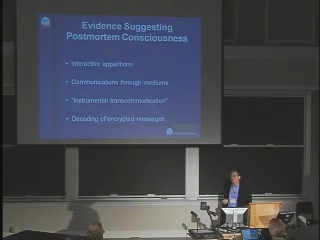 Evidence Suggesting
Postmortem Consciousness
• Interactive apparitions
• Communications through mediums
• "Instrumental transcommunication"
• Decoding of encrypted messages